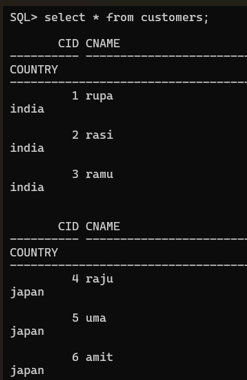 SQL> select * from customers;
CID CNAME
---------- --------------------------
COUNTRY
-------------------------------------
1 rupa
india
2 rasi
india
3 ramu
india
CID CNAME
---------- --------------------------
COUNTRY
-------------------------------------
4 raju
japan
5 uma
japan
6 amit
japan